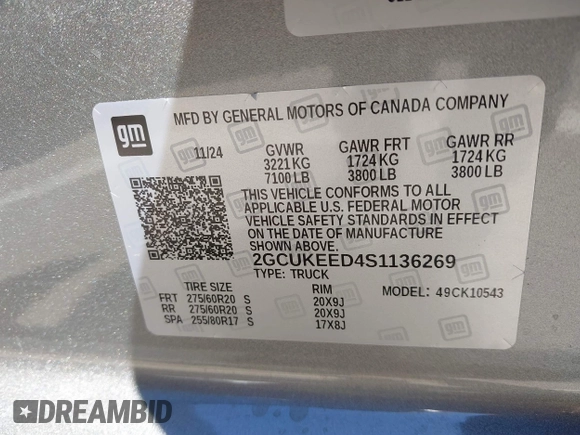 gm
MFD BY GENERAL MOTORS OF CANADA COMPANY
11/24 GVWR GAWR FRT GAWR RR
3221 KG 1724 KG 1724 KG
7100 LB 3800 LB 3800 LB
THIS VEHICLE CONFORMS TO ALL
APPLICABLE U.S. FEDERAL MOTOR
VEHICLE SAFETY STANDARDS IN EFFECT
ON THE DATE OF MANUFACTURE
SHOWN ABOVE.
2GCUKEED4S1136269
TYPE: TRUCK
TIRE SIZE RIM MODEL: 49CK10543
FRT 275/60R20 S 20X9J
RR 275/60R20 S 20X9J
SPA 255/80R17 S 17X8J
DREAMBID